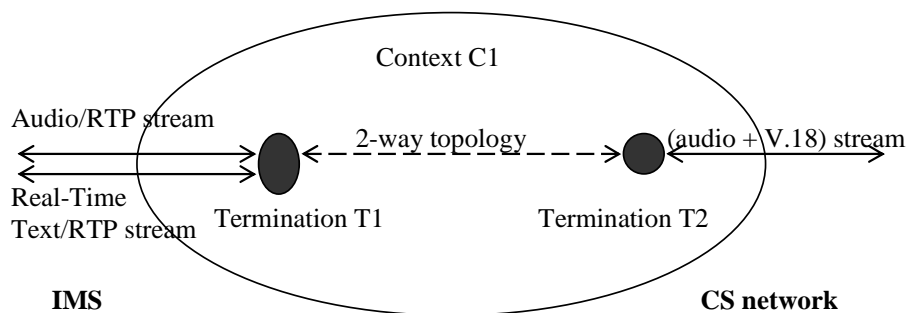 Context C1
Audio/RTP stream
2-way topology
(audio + V.18) stream
Real-Time
Text/RTP stream
Termination T1
Termination T2
IMS
CS network